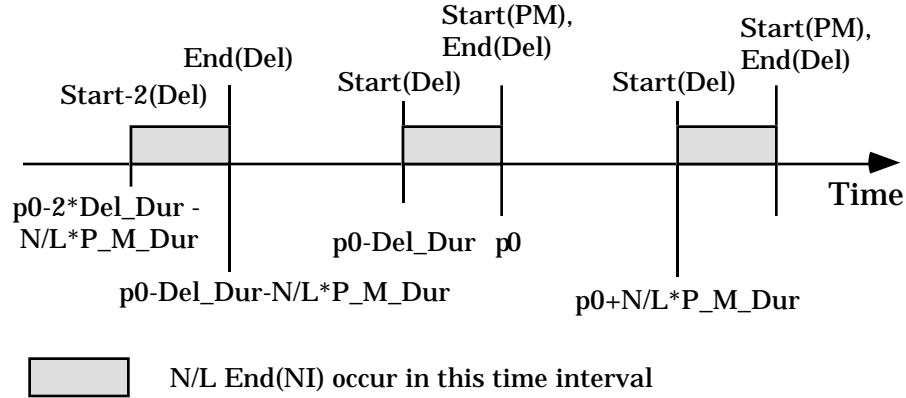 Start(PM),
End(Del)
Start(PM),
End(Del)
End(Del)
Start-2(Del)
Start(Del)
Start(Del)
Time
p0-2*Del_Dur -
N/L*P_M_Dur
p0-Del_Dur
p0
p0-Del_Dur-N/L*P_M_Dur
p0+N/L*P_M_Dur
N/L End(NI) occur in this time interval